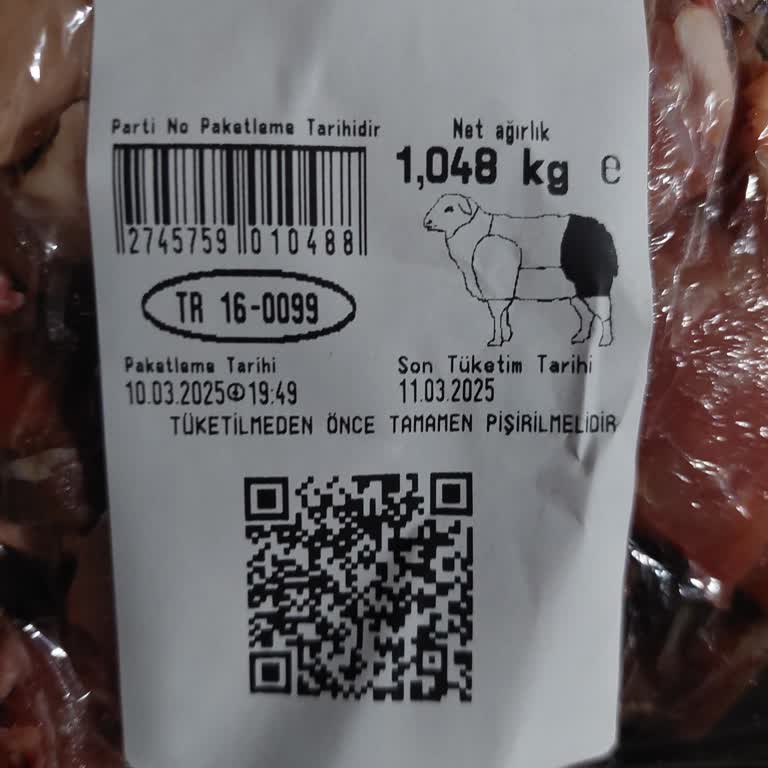 Parti No Paketleme Tarihidir
Net ağırlık
1,048 kg e
2745759 010488
TR 16-0099
Paketleme Tarihi
10.03.2025 19:49
Son Tüketim Tarihi
11.03.2025
TÜKETİLMEDEN ÖNCE TAMAMEN PİŞİRİLMELİDİR